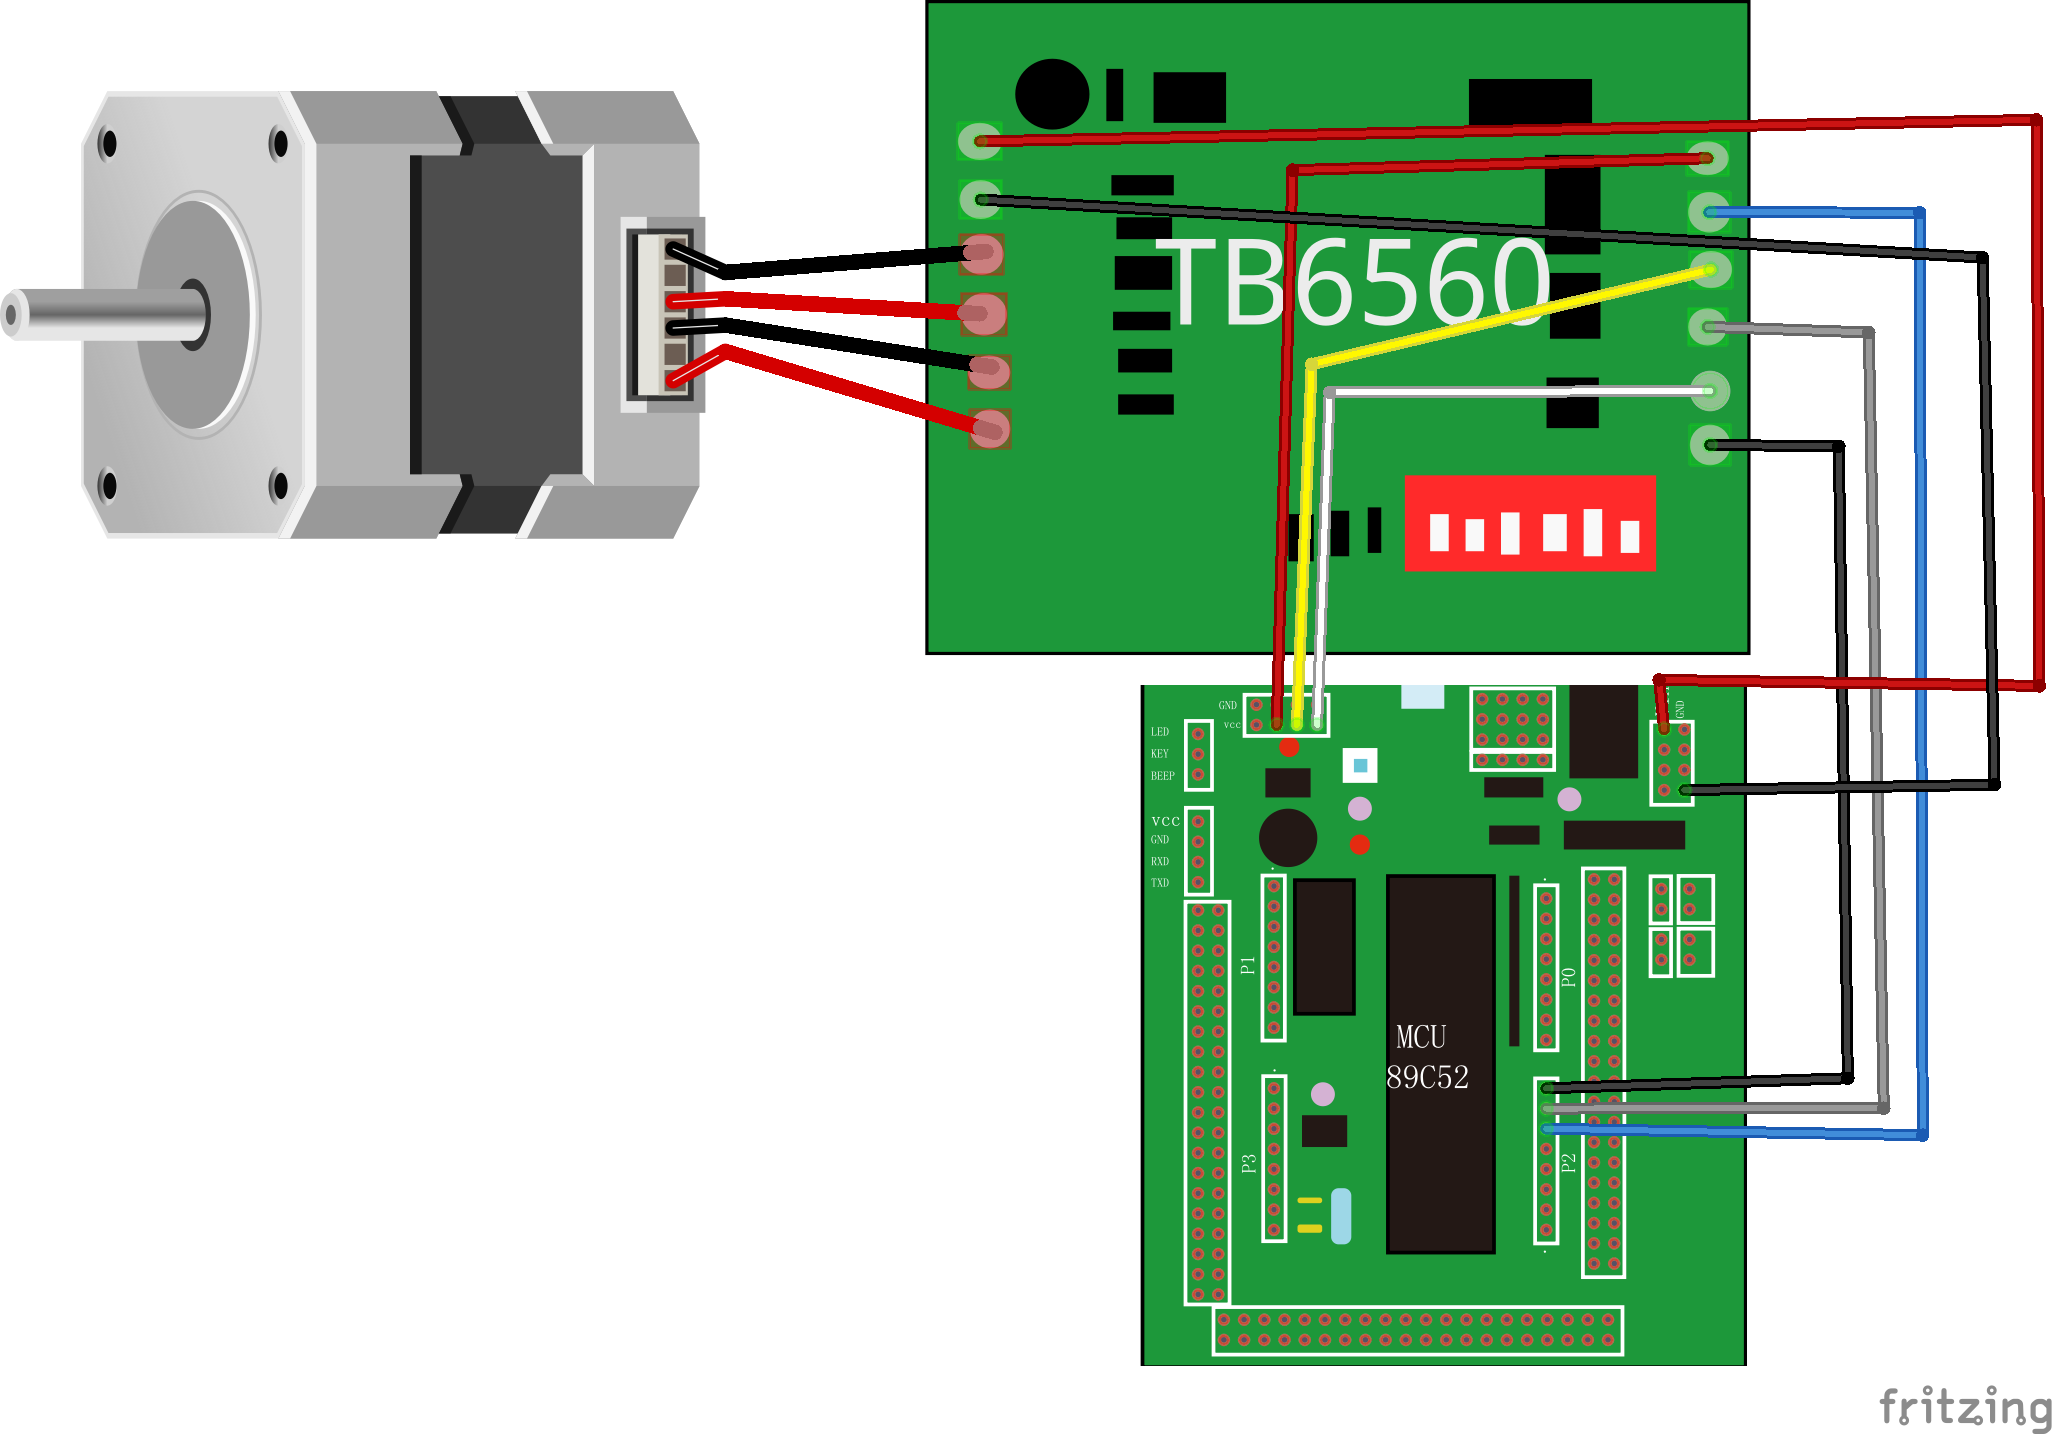 TB6560
GND
vcc
GND
LED
KEY
BEEP
VCC
GND
RXD
TXD
P1
P0
MCU
89C52
P3
P2
fritzing